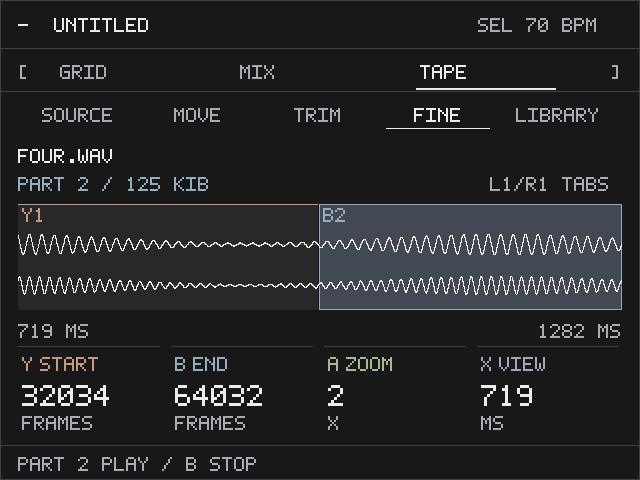 — UNTITLED SEL 70 BPM
[ GRID MIX TAPE ]
SOURCE MOVE TRIM FINE LIBRARY
FOUR.WAV
PART 2 / 125 KIB L1/R1 TABS
Y1 B2
719 MS 1282 MS
Y START B END A ZOOM X VIEW
32034 64032 2 719
FRAMES FRAMES X MS
PART 2 PLAY / B STOP